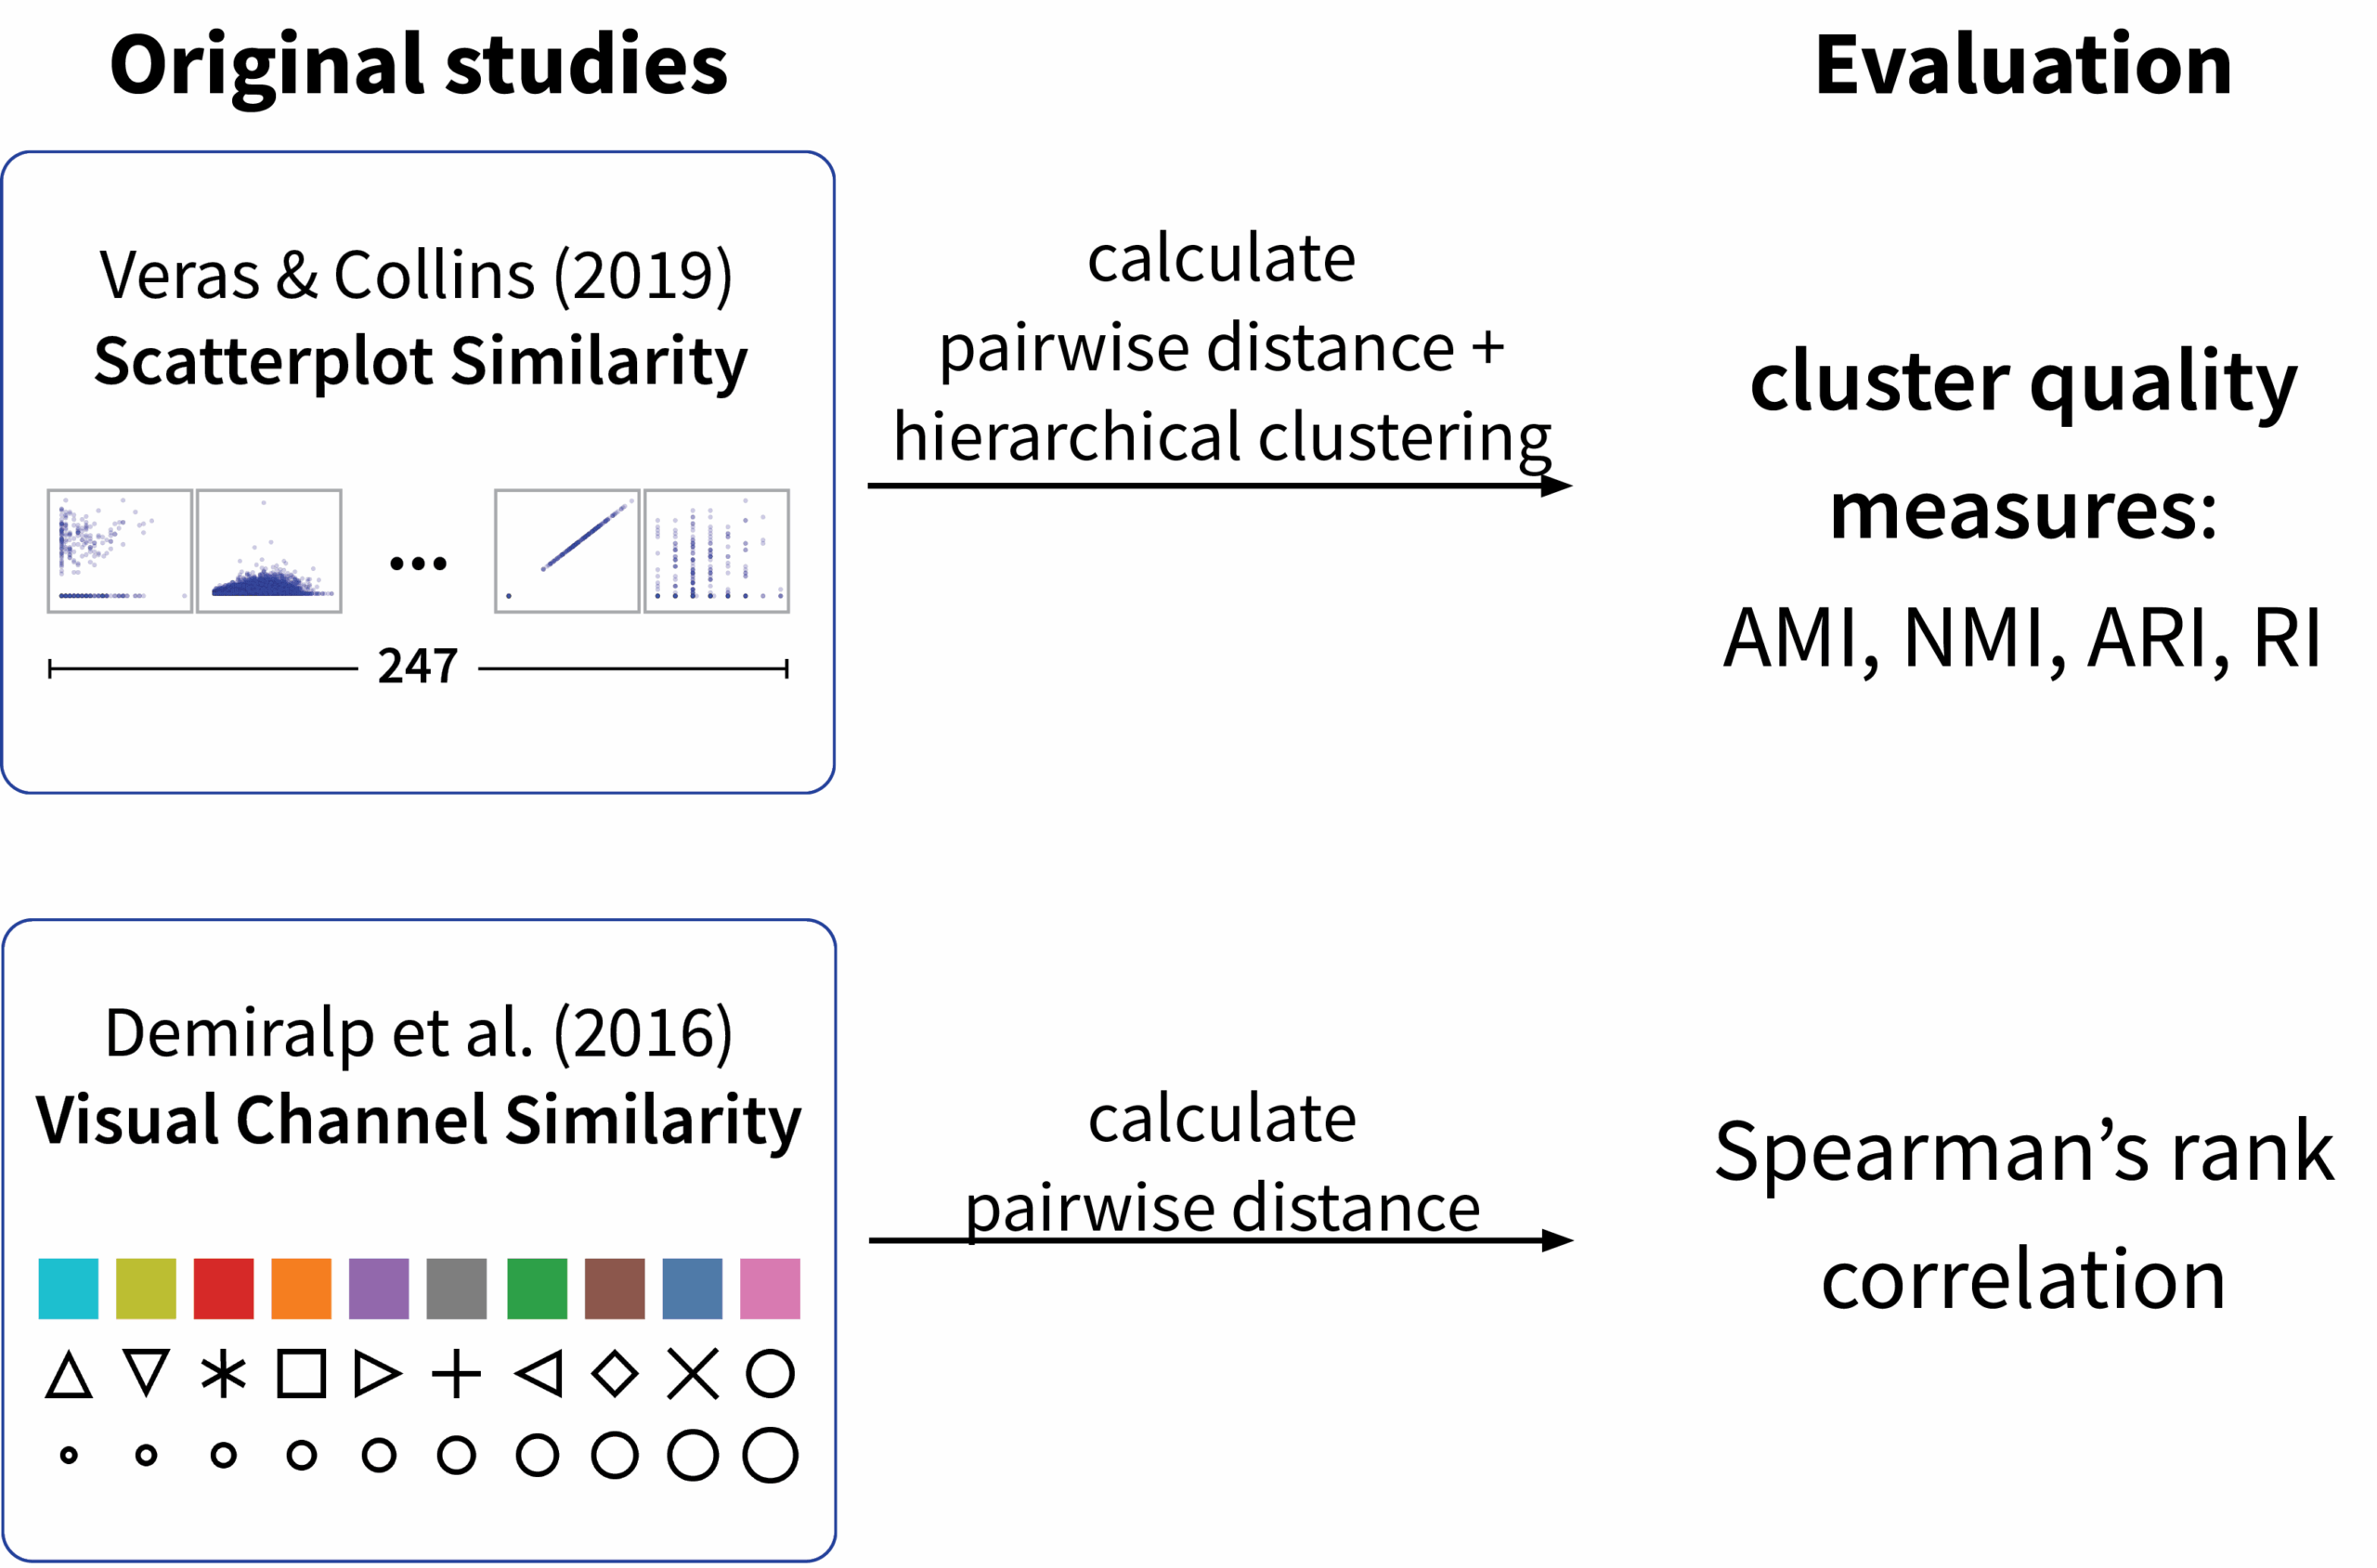 Original studies
Evaluation
Veras & Collins (2019)
Scatterplot Similarity
247
calculate
pairwise distance +
hierarchical clustering
cluster quality
measures:
AMI, NMI, ARI, RI
Demiralp et al. (2016)
Visual Channel Similarity
calculate
pairwise distance
Spearman’s rank
correlation